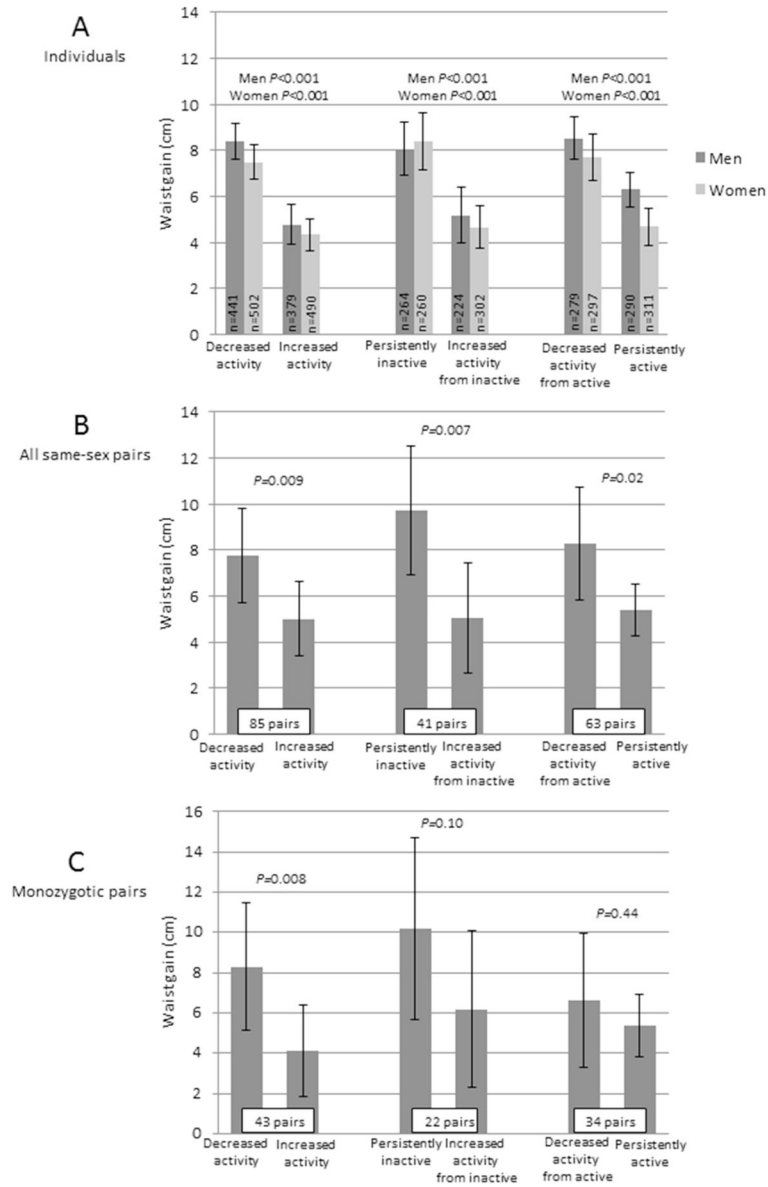 A
Individuals
Waistgain (cm)
14
12
10
8
6
4
2
0
Men P<0.001
Women P<0.001
Men P<0.001
Women P<0.001
Men P<0.001
Women P<0.001
Men
Women
n=441
n=502
n=379
n=490
n=264
n=260
n=224
n=302
n=279
n=297
n=290
n=311
Decreased
activity
Increased
activity
Persistently
inactive
Increased
activity
from inactive
Decreased
activity
from active
Persistently
active
B
All same-sex pairs
Waistgain (cm)
14
12
10
8
6
4
2
0
P=0.009
P=0.007
P=0.02
85 pairs
41 pairs
63 pairs
Decreased
activity
Increased
activity
Persistently
inactive
Increased
activity
from inactive
Decreased
activity
from active
Persistently
active
C
Monozygotic pairs
Waistgain (cm)
16
14
12
10
8
6
4
2
0
P=0.008
P=0.10
P=0.44
43 pairs
22 pairs
34 pairs
Decreased
activity
Increased
activity
Persistently
inactive
Increased
activity
from inactive
Decreased
activity
from active
Persistently
active